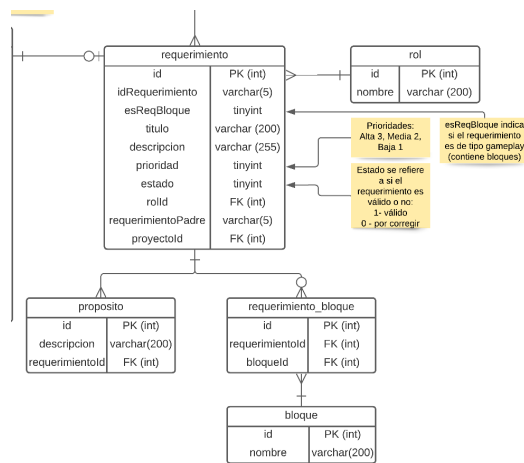 requerimiento
id PK (int)
idRequerimiento varchar(5)
esReqBloque tinyint
titulo varchar (200)
descripcion varchar (255)
prioridad tinyint
estado tinyint
rolId FK (int)
requerimientoPadre varchar(5)
proyectoId FK (int)
rol
id PK (int)
nombre varchar (200)
Prioridades:
Alta 3, Media 2,
Baja 1
esReqBloque indica
si el requerimiento
es de tipo gameplay
(contiene bloques)
Estado se refiere
a si el
requerimiento es
válido o no:
1- válido
0 - por corregir
proposito
id PK (int)
descripcion varchar(200)
requerimientoId FK (int)
requerimiento_bloque
id PK (int)
requerimientoId FK (int)
bloqueId FK (int)
bloque
id PK (int)
nombre varchar(200)